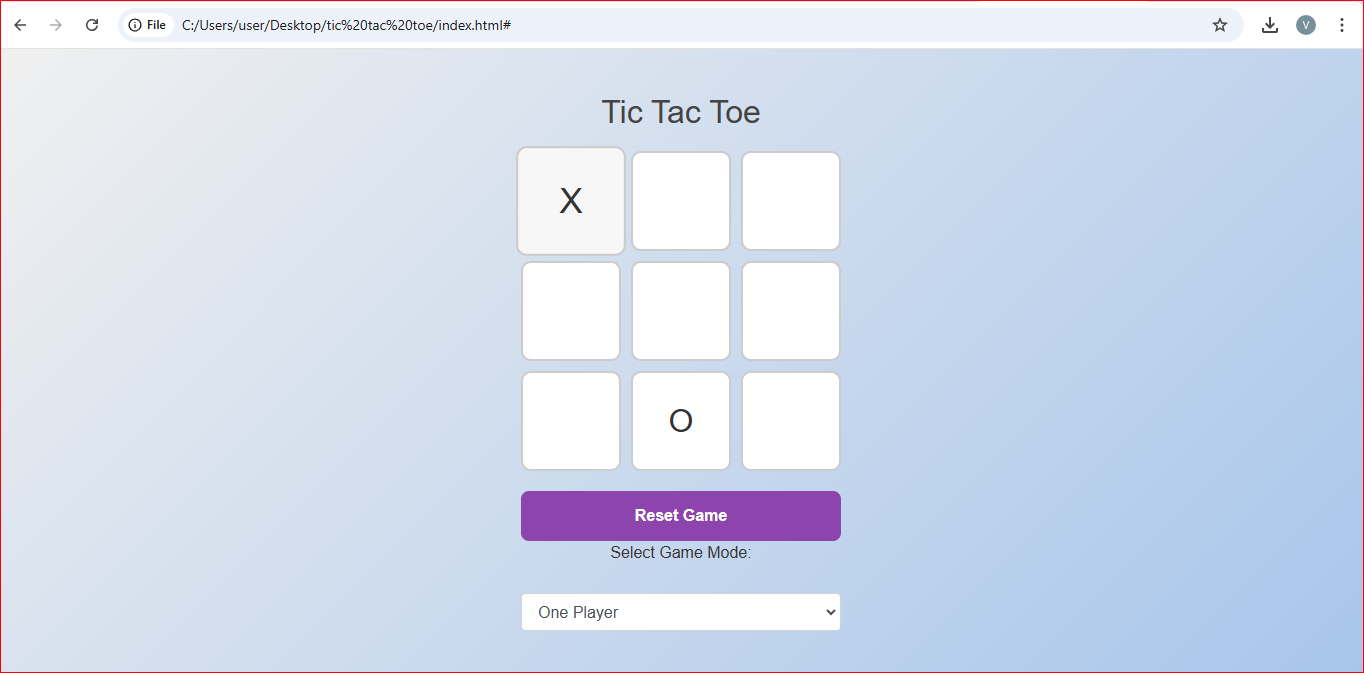 File C:/Users/user/Desktop/tic%20tac%20toe/index.html#
V
Tic Tac Toe
X
O
Reset Game
Select Game Mode:
One Player